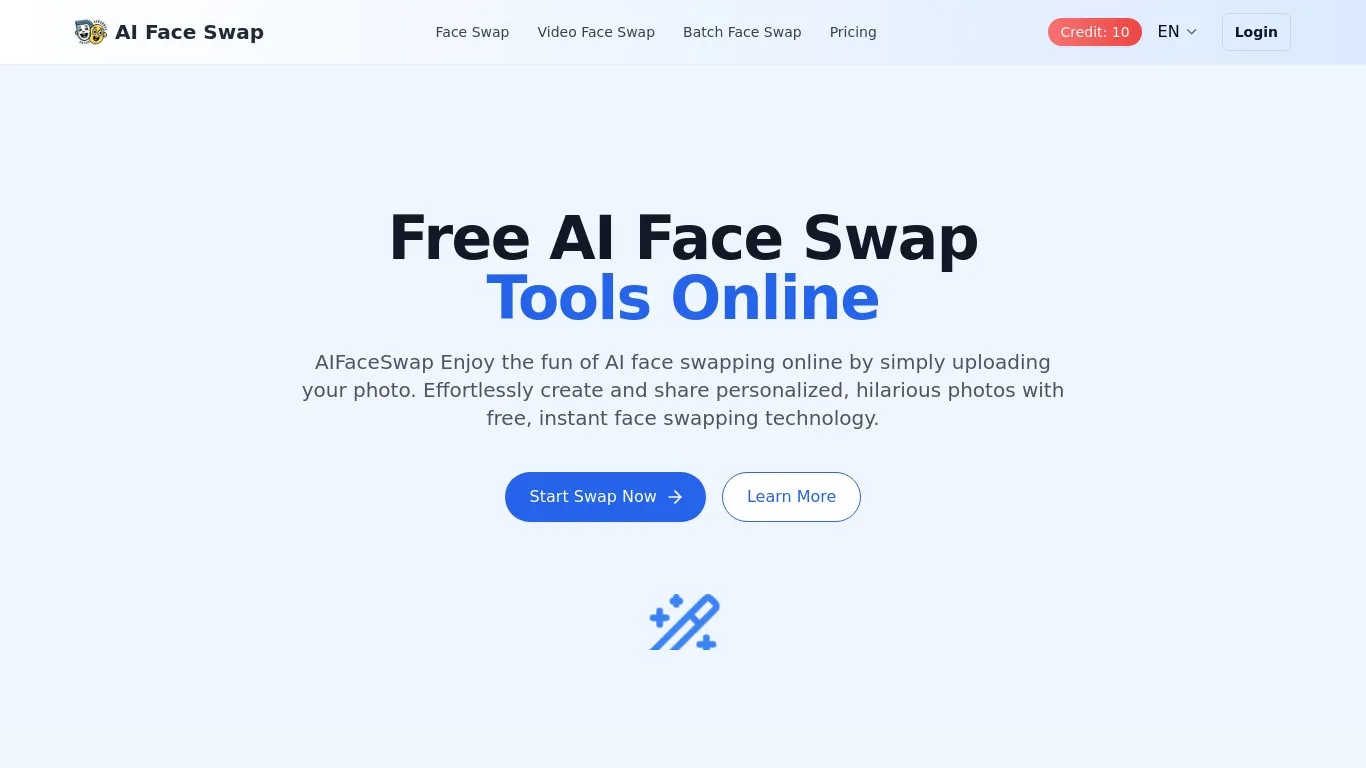 AI Face Swap
Face Swap
Video Face Swap
Batch Face Swap
Pricing
Credit: 10
EN
Login
Free AI Face Swap
Tools Online
AIFaceSwap Enjoy the fun of AI face swapping online by simply uploading
your photo. Effortlessly create and share personalized, hilarious photos with
free, instant face swapping technology.
Start Swap Now
Learn More